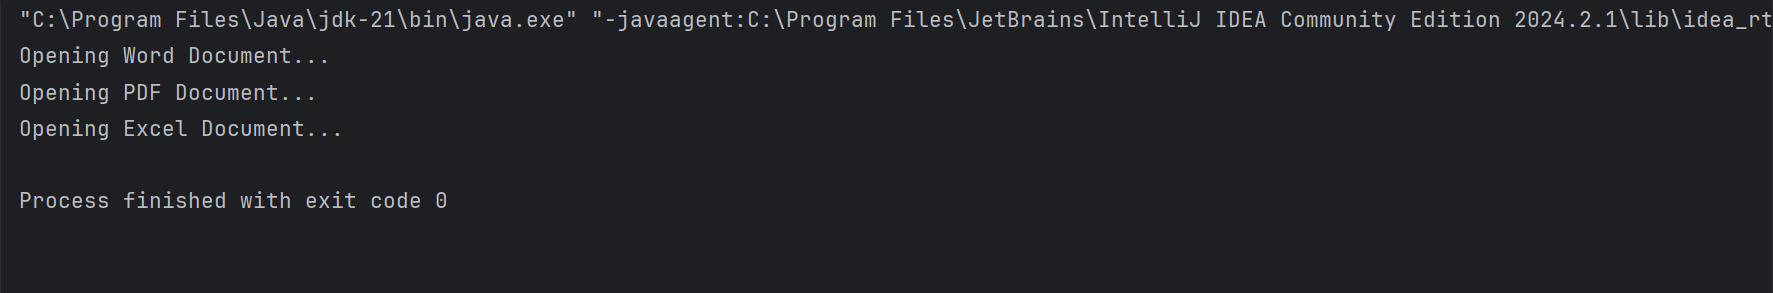 "C:\Program Files\Java\jdk-21\bin\java.exe" "-javaagent:C:\Program Files\JetBrains\IntelliJ IDEA Community Edition 2024.2.1\lib\idea_rt
Opening Word Document...
Opening PDF Document...
Opening Excel Document...
Process finished with exit code 0